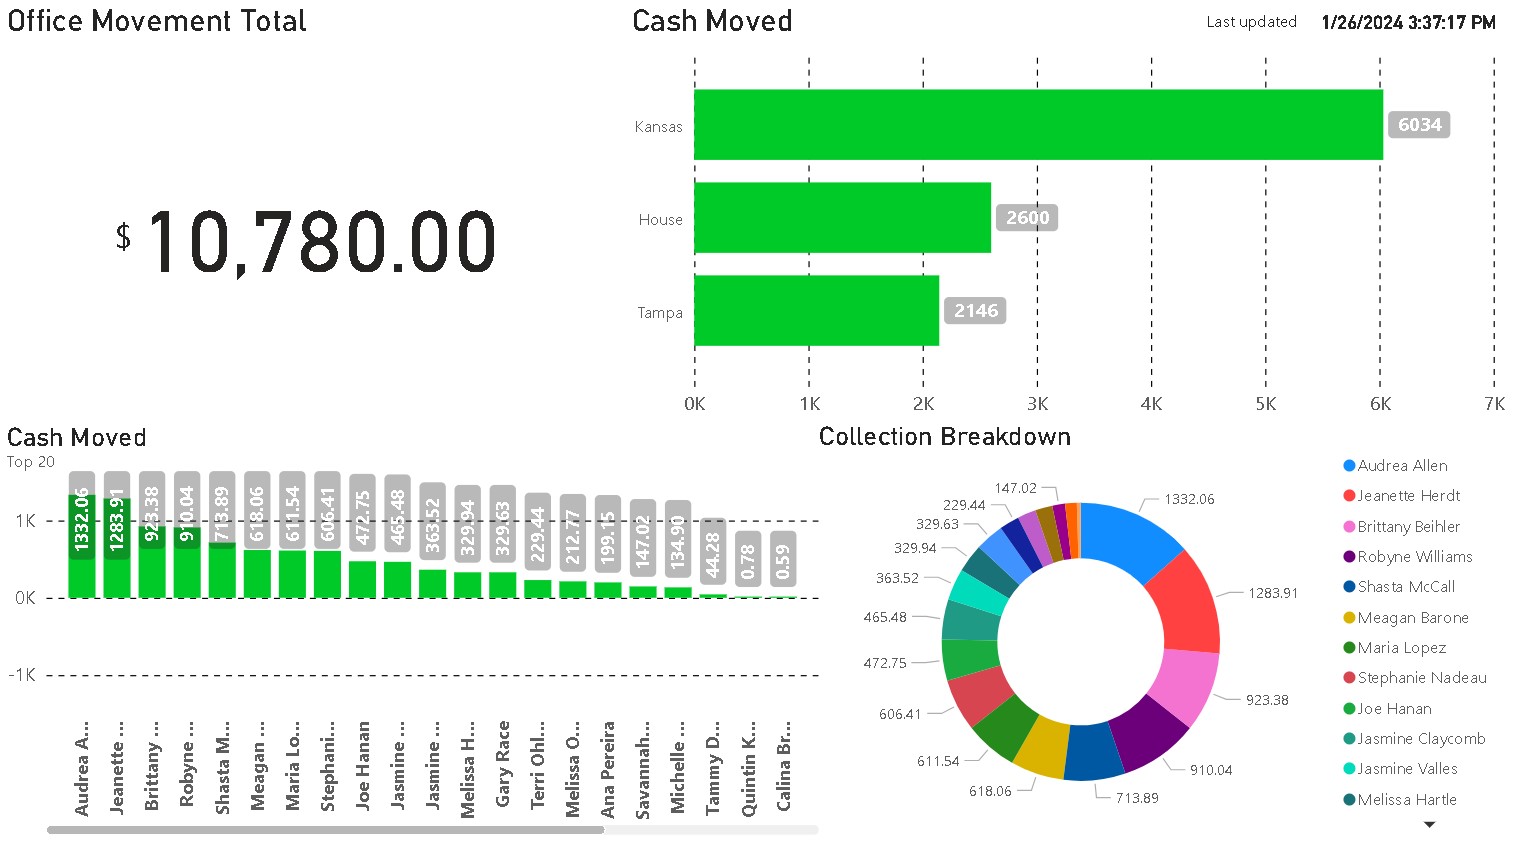 Office Movement Total
$ 10,780.00
Cash Moved
Last updated 1/26/2024 3:37:17 PM
Kansas 6034
House 2600
Tampa 2146
0K 1K 2K 3K 4K 5K 6K 7K
Cash Moved
Top 20
1K
0K
-1K
1332.06
1283.91
923.38
910.04
713.89
618.06
611.54
606.41
472.75
465.48
363.52
329.94
329.63
229.44
212.77
199.15
147.02
134.90
44.28
0.78
0.59
Audrea A...
Jeanette ...
Brittany ...
Robyne ...
Shasta M...
Meagan ...
Maria Lo...
Stephani...
Joe Hanan
Jasmine ...
Jasmine ...
Melissa H...
Gary Race
Terri Ohl...
Melissa O...
Ana Pereira
Savannah...
Michelle ...
Tammy D...
Quintin K...
Calina Br...
Collection Breakdown
1332.06
1283.91
923.38
910.04
713.89
618.06
611.54
606.41
472.75
465.48
363.52
329.94
329.63
229.44
147.02
Audrea Allen
Jeanette Herdt
Brittany Beihler
Robyne Williams
Shasta McCall
Meagan Barone
Maria Lopez
Stephanie Nadeau
Joe Hanan
Jasmine Claycomb
Jasmine Valles
Melissa Hartle